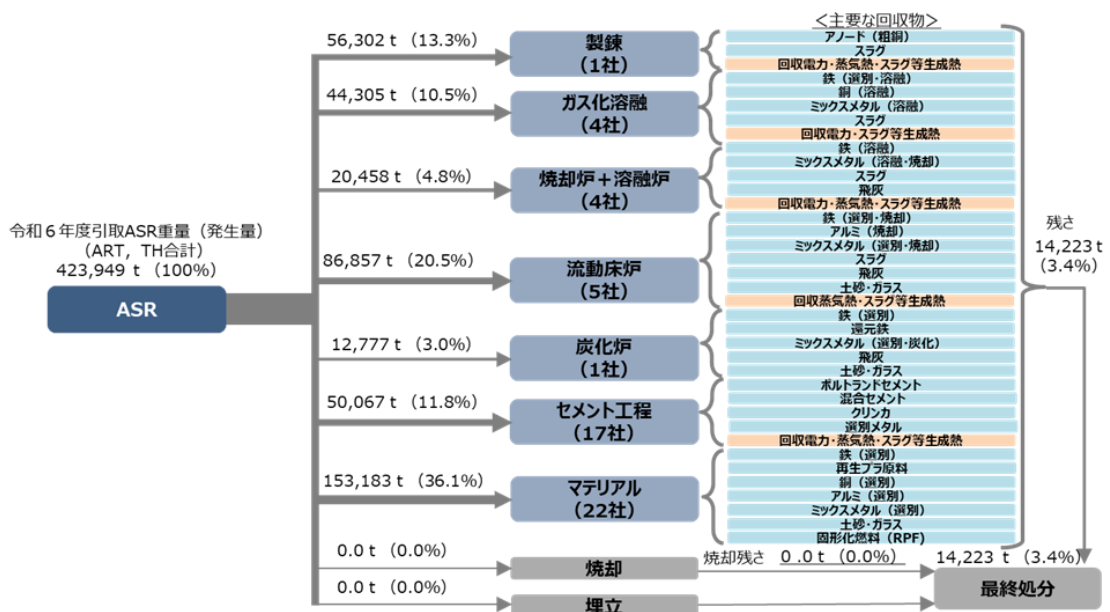 ＜主要な回収物＞
令和６年度引取ASR重量（発生量）
（ART，TH合計）
423,949 t（100%）
ASR
56,302 t（13.3%）
製錬
（1社）
アノード（粗銅）
スラグ
回収電力・蒸気熱・スラグ等生成熱
44,305 t（10.5%）
ガス化溶融
（4社）
鉄（選別・溶融）
銅（溶融）
ミックスメタル（溶融）
スラグ
回収電力・スラグ等生成熱
20,458 t（4.8%）
焼却炉＋溶融炉
（4社）
鉄（溶融）
ミックスメタル（溶融・焼却）
スラグ
飛灰
回収電力・蒸気熱・スラグ等生成熱
86,857 t（20.5%）
流動床炉
（5社）
鉄（選別・焼却）
アルミ（焼却）
ミックスメタル（選別・焼却）
スラグ
飛灰
土砂・ガラス
回収蒸気熱・スラグ等生成熱
12,777 t（3.0%）
炭化炉
（1社）
鉄（選別）
還元鉄
ミックスメタル（選別・炭化）
飛灰
土砂・ガラス
50,067 t（11.8%）
セメント工程
（17社）
ポルトランドセメント
混合セメント
クリンカ
選別メタル
回収電力・蒸気熱・スラグ等生成熱
153,183 t（36.1%）
マテリアル
（22社）
鉄（選別）
再生プラ原料
銅（選別）
アルミ（選別）
ミックスメタル（選別）
土砂・ガラス
固形化燃料（RPF）
残さ
14,223 t
（3.4%）
0.0 t（0.0%）
焼却
焼却残さ　0 .0 t（0.0%）
14,223 t（3.4%）
0.0 t（0.0%）
埋立
最終処分